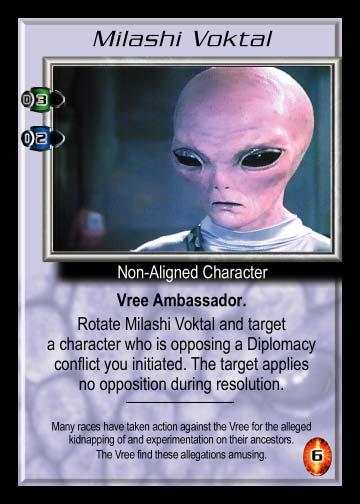 Milashi Voktal
3
2
Non-Aligned Character
Vree Ambassador.
Rotate Milashi Voktal and target
a character who is opposing a Diplomacy
conflict you initiated. The target applies
no opposition during resolution.
Many races have taken action against the Vree for the alleged
kidnapping of and experimentation on their ancestors.
The Vree find these allegations amusing.
6